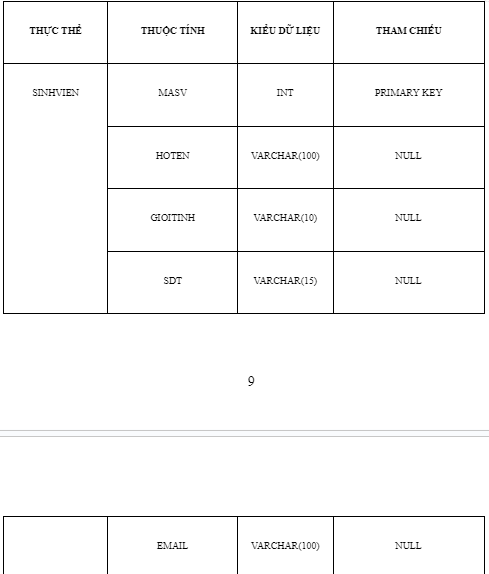 THỰC THỂ THUỘC TÍNH KIỂU DỮ LIỆU THAM CHIẾU
SINHVIEN MASV INT PRIMARY KEY
HOTEN VARCHAR(100) NULL
GIOITINH VARCHAR(10) NULL
SDT VARCHAR(15) NULL
9
EMAIL VARCHAR(100) NULL